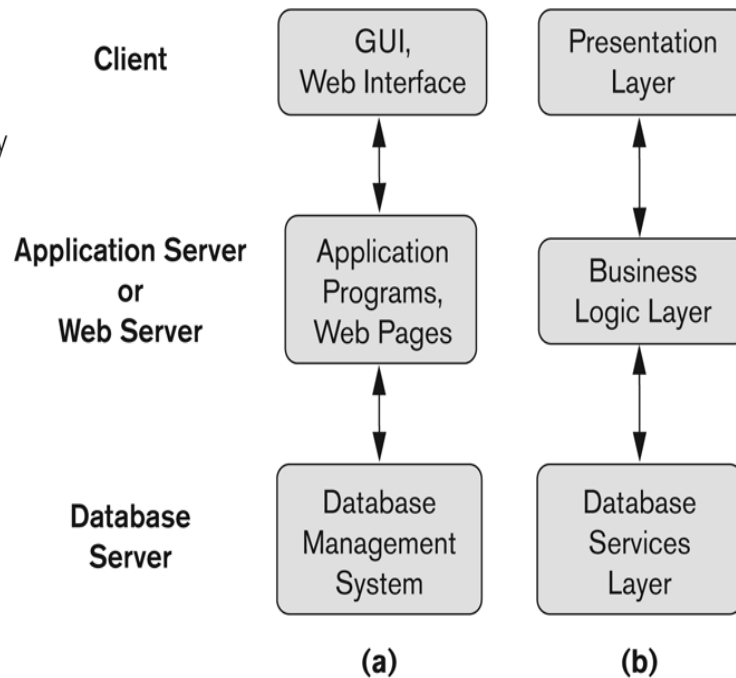 Client
GUI,
Web Interface
Presentation
Layer
y
Application Server
or
Web Server
Application
Programs,
Web Pages
Business
Logic Layer
Database
Server
Database
Management
System
Database
Services
Layer
(a)
(b)